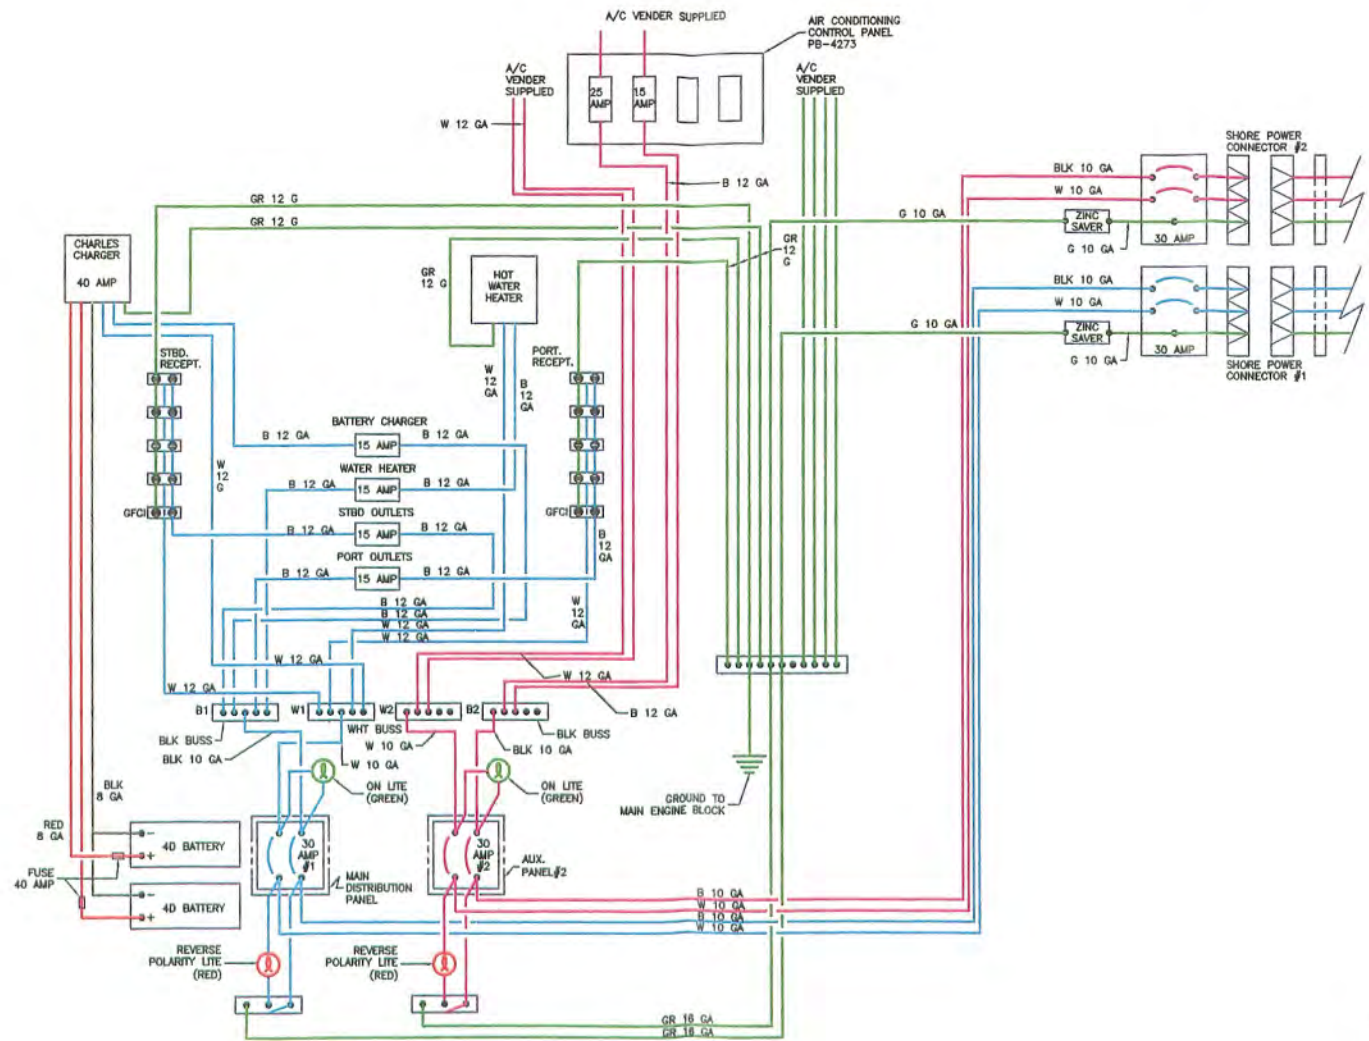 A/C VENDER SUPPLIED
AIR CONDITIONING
CONTROL PANEL
PB-4273
A/C
VENDER
SUPPLIED
A/C
VENDER
SUPPLIED
25
AMP
15
AMP
W 12 GA
B 12 GA
SHORE POWER
CONNECTOR #2
BLK 10 GA
W 10 GA
G 10 GA
ZINC
SAVER
G 10 GA
30 AMP
GR 12 G
GR 12 G
GR
12
G
CHARLES
CHARGER
40 AMP
GR
12 G
HOT
WATER
HEATER
BLK 10 GA
W 10 GA
G 10 GA
ZINC
SAVER
G 10 GA
30 AMP
SHORE POWER
CONNECTOR #1
STBD.
RECEPT.
PORT.
RECEPT.
W
12
GA
B
12
GA
BATTERY CHARGER
B 12 GA
15 AMP
B 12 GA
W
12
G
WATER HEATER
B 12 GA
15 AMP
B 12 GA
GFCI
GFCI
STBD OUTLETS
B 12 GA
15 AMP
B 12 GA
B
12
GA
PORT OUTLETS
B 12 GA
15 AMP
B 12 GA
B 12 GA
B 12 GA
W 12 GA
W 12 GA
W
12
GA
W 12 GA
W 12 GA
W 12 GA
B 12 GA
B1
W1
W2
B2
BLK BUSS
WHT BUSS
BLK BUSS
BLK 10 GA
W 10 GA
W 10 GA
BLK 10 GA
ON LITE
(GREEN)
ON LITE
(GREEN)
GROUND TO
MAIN ENGINE BLOCK
BLK
8 GA
RED
8 GA
4D BATTERY
- 
+
FUSE
40 AMP
4D BATTERY
-
+
30
AMP
#1
MAIN
DISTRIBUTION
PANEL
30
AMP
#2
AUX.
PANEL#2
B 10 GA
W 10 GA
B 10 GA
W 10 GA
REVERSE
POLARITY LITE
(RED)
REVERSE
POLARITY LITE
(RED)
GR 16 GA
GR 16 GA